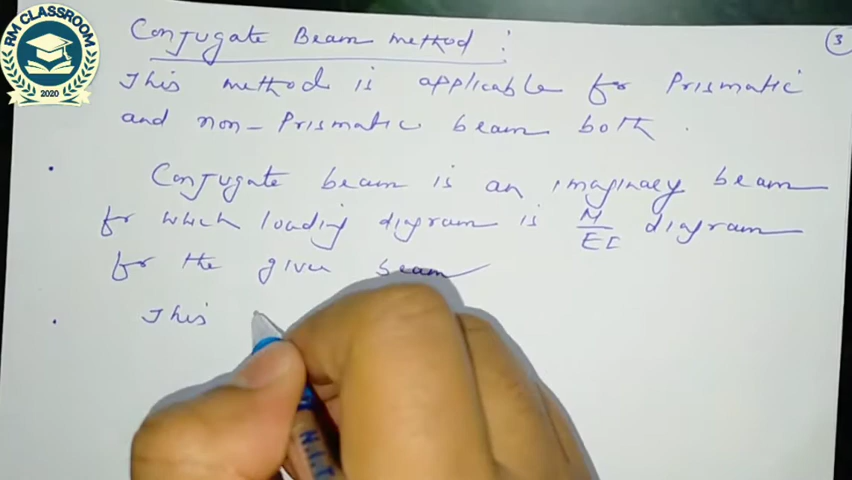 RM CLASSROOM
2020
Conjugate Beam method :
3
This method is applicable for Prismatic
and non-Prismatic beam both .
Conjugate beam is an imaginary beam
for which loading diagram is M/EI diagram
for the given beam
This